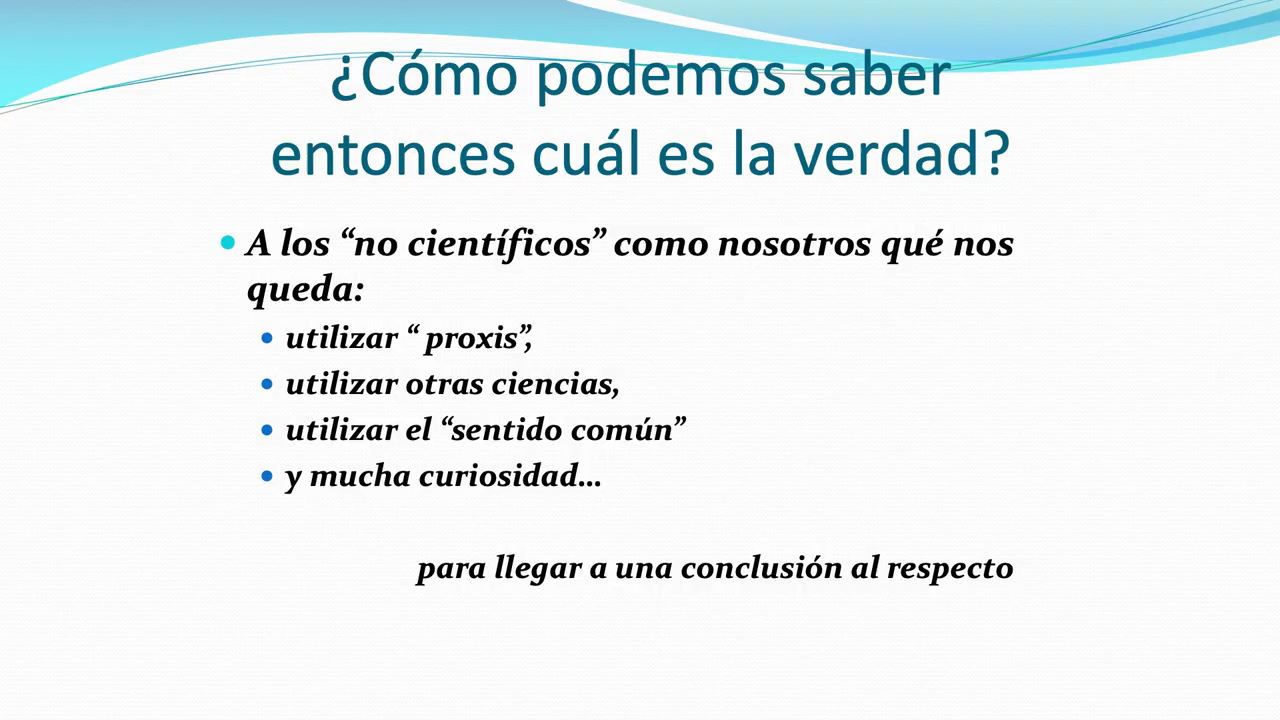 ¿Cómo podemos saber
entonces cuál es la verdad?
• A los “no científicos” como nosotros qué nos
queda:
• utilizar “ proxis”,
• utilizar otras ciencias,
• utilizar el “sentido común”
• y mucha curiosidad…
para llegar a una conclusión al respecto